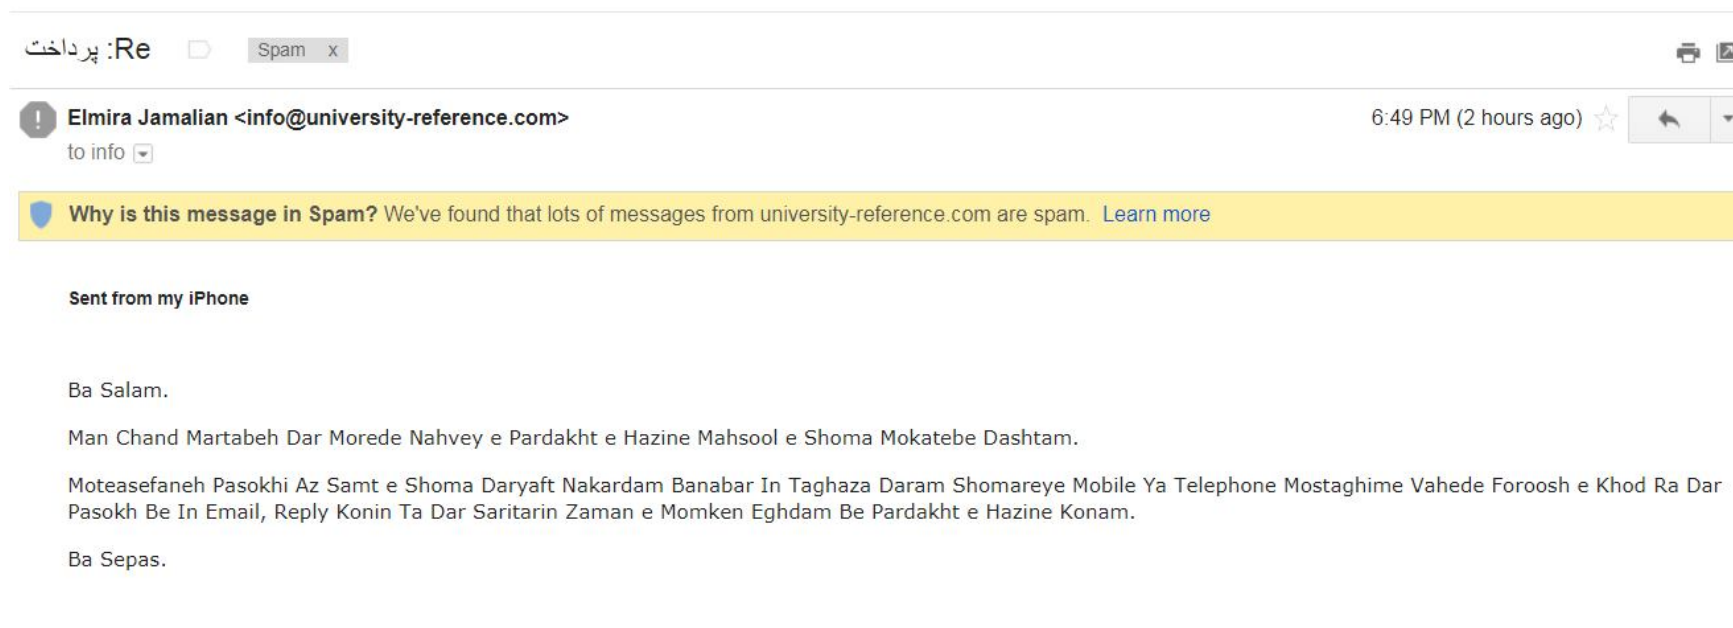 Re: پرداخت
Spam x
Elmira Jamalian <info@university-reference.com>
6:49 PM (2 hours ago)
to info
Why is this message in Spam? We've found that lots of messages from university-reference.com are spam. Learn more
Sent from my iPhone
Ba Salam.
Man Chand Martabeh Dar Morede Nahvey e Pardakht e Hazine Mahsool e Shoma Mokatebe Dashtam.
Moteasefaneh Pasokhi Az Samt e Shoma Daryaft Nakardam Banabar In Taghaza Daram Shomareye Mobile Ya Telephone Mostaghime Vahede Foroosh e Khod Ra Dar
Pasokh Be In Email, Reply Konin Ta Dar Saritarin Zaman e Momken Eghdam Be Pardakht e Hazine Konam.
Ba Sepas.